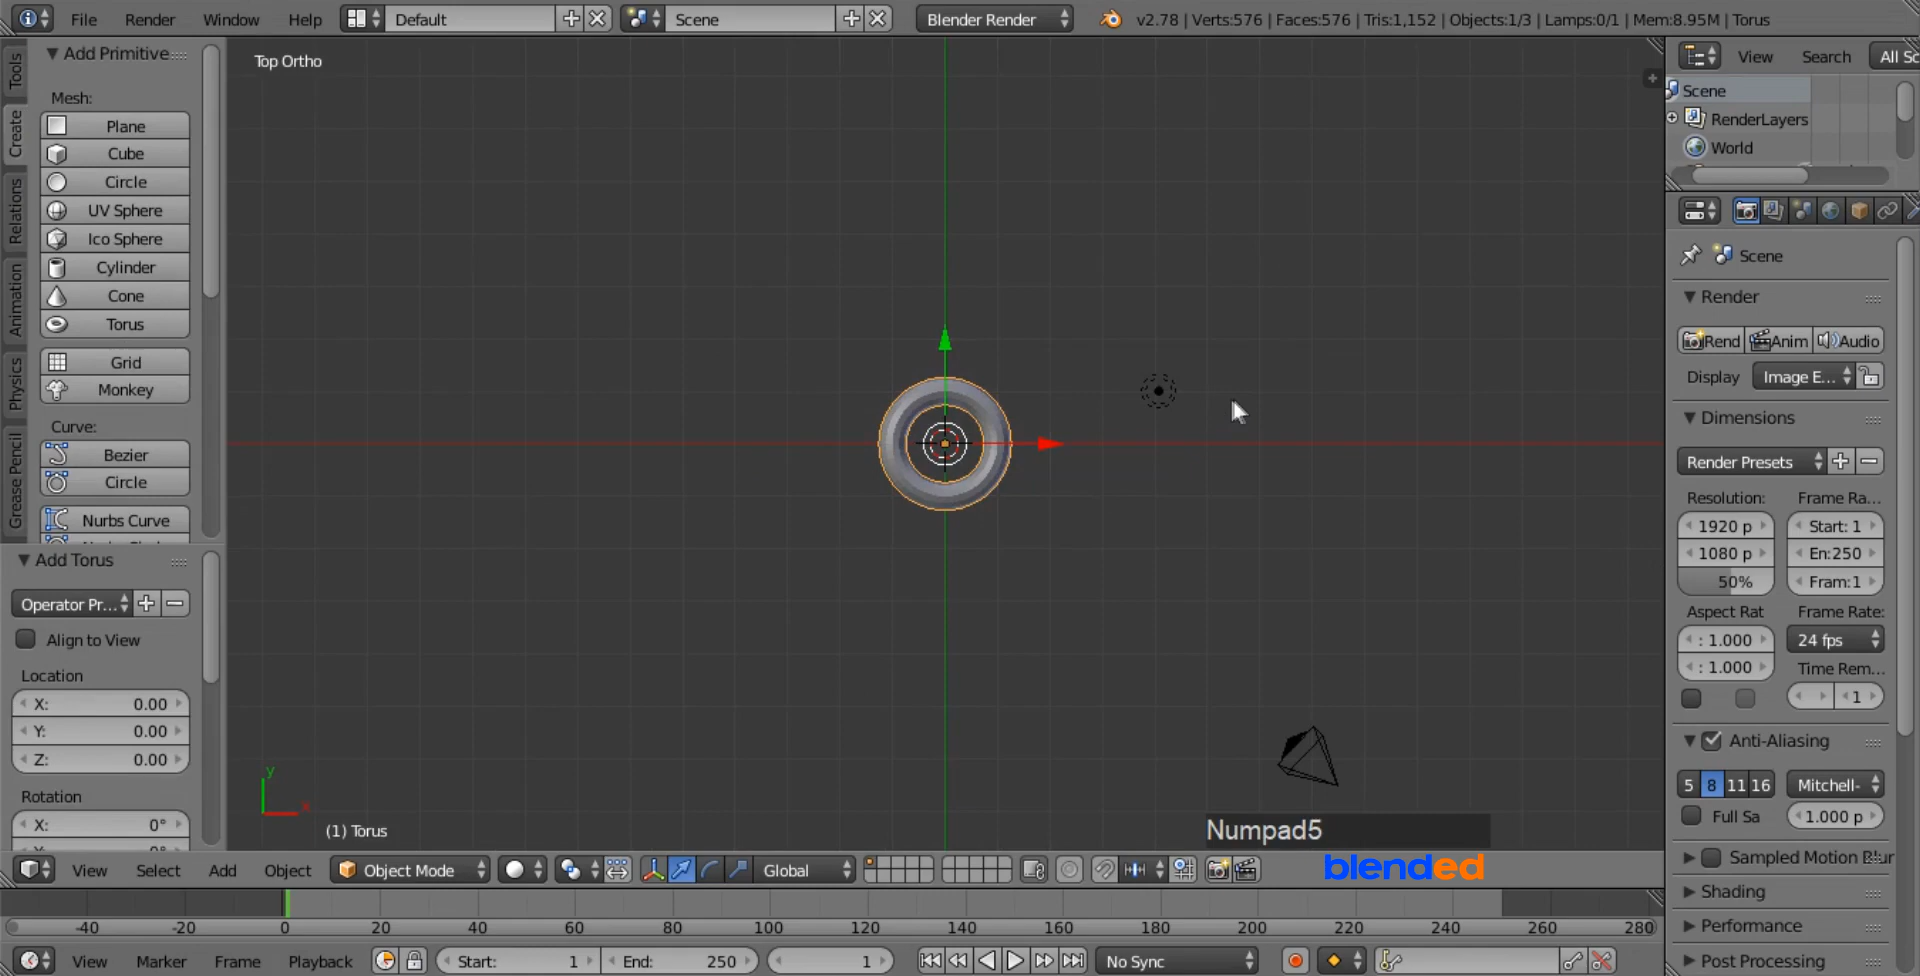 File Render Window Help Default Scene Blender Render v2.78 | Verts:576 | Faces:576 | Tris:1,152 | Objects:1/3 | Lamps:0/1 | Mem:8.95M | Torus
Tools
Create
Relations
Animation
Physics
Grease Pencil
Add Primitive
Mesh:
Plane
Cube
Circle
UV Sphere
Ico Sphere
Cylinder
Cone
Torus
Grid
Monkey
Curve:
Bezier
Circle
Nurbs Curve
Add Torus
Operator Pr...
Align to View
Location
X: 0.00
Y: 0.00
Z: 0.00
Rotation
X: 0°
Top Ortho
y
x
(1) Torus
Numpad5
blended
View Select Add Object Object Mode Global
-40 -20 0 20 40 60 80 100 120 140 160 180 200 220 240 260 280
View Marker Frame Playback Start: 1 End: 250 1 No Sync
View Search All Sc
Scene
RenderLayers
World
Scene
Render
Rend Anim Audio
Display Image E...
Dimensions
Render Presets
Resolution: Frame Ra...
1920 p Start: 1
1080 p En:250
50% Fram:1
Aspect Rat Frame Rate:
: 1.000 24 fps
: 1.000 Time Rem...
1
Anti-Aliasing
5 8 11 16 Mitchell-
Full Sa 1.000 p
Sampled Motion Blur
Shading
Performance
Post Processing